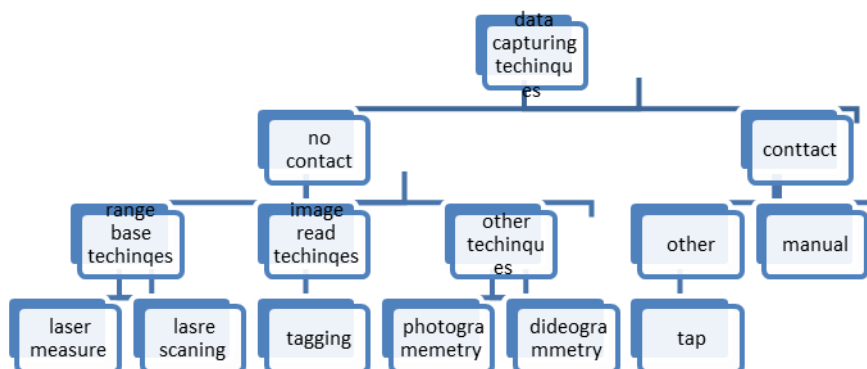 data
capturing
techinqu
es
no
contact
conttact
range
base
techinqes
image
read
techinqes
other
techinqu
es
other
manual
laser
measure
lasre
scaning
tagging
photogra
memetry
dideogra
mmetry
tap